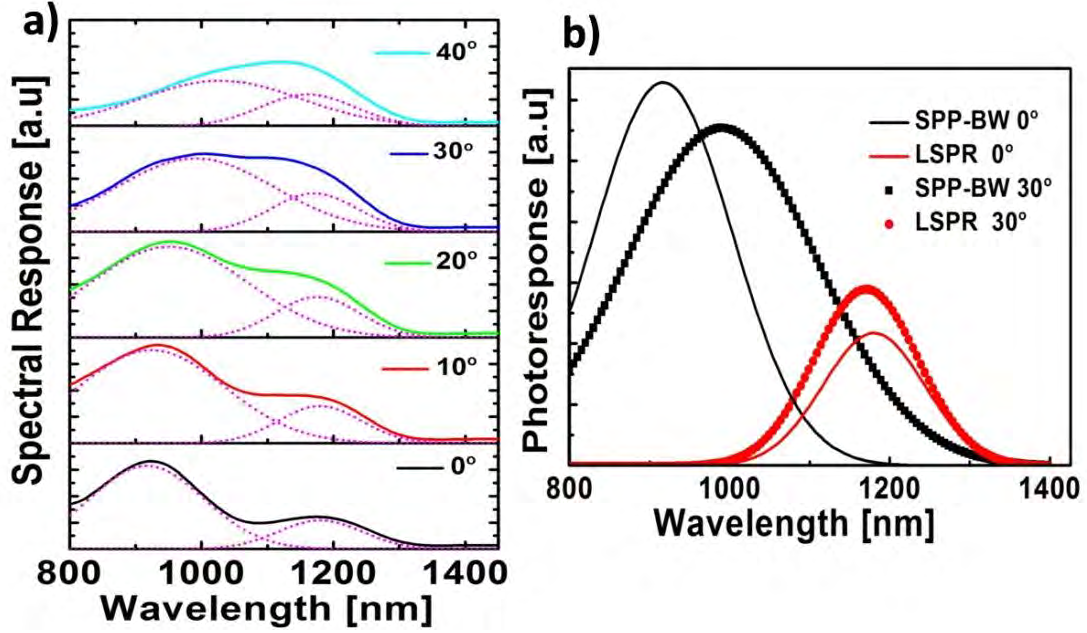 a)
Spectral Response [a.u]
40°
30°
20°
10°
0°
800 1000 1200 1400
Wavelength [nm]
b)
Photoresponse [a.u]
SPP-BW 0°
LSPR 0°
SPP-BW 30°
LSPR 30°
800 1000 1200 1400
Wavelength [nm]